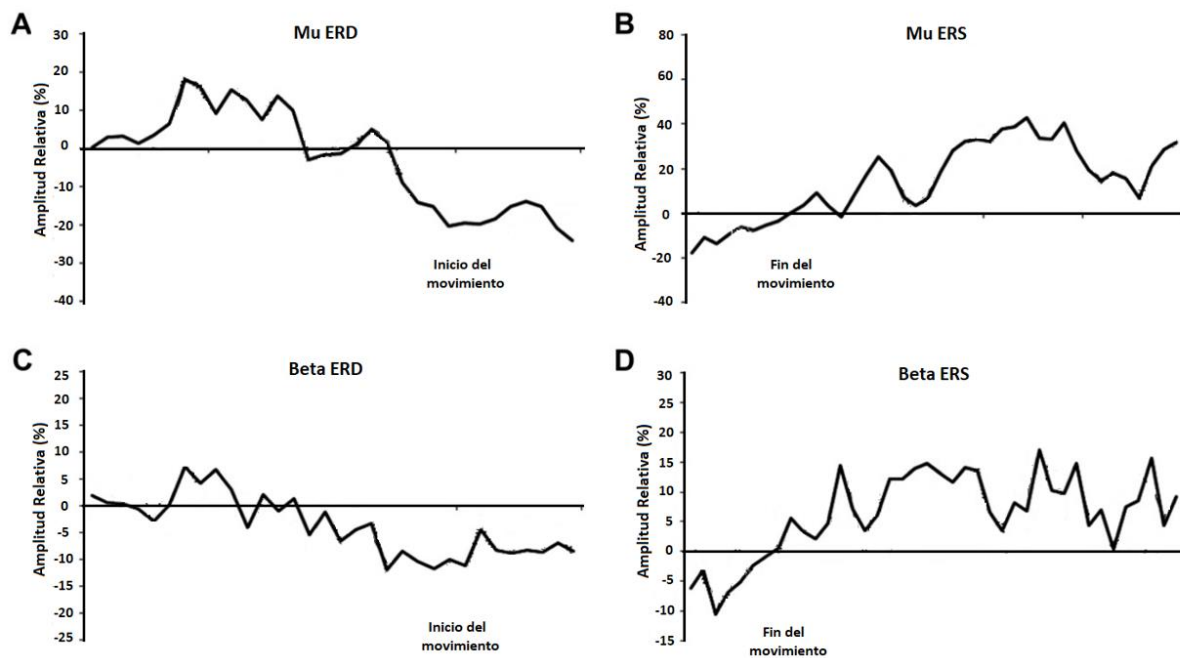 A
Mu ERD
Amplitud Relativa (%)
30
20
10
0
-10
-20
-30
-40
Inicio del
movimiento
B
Mu ERS
Amplitud Relativa (%)
80
60
40
20
0
-20
-40
Fin del
movimiento
C
Beta ERD
Amplitud Relativa (%)
25
20
15
10
5
0
-5
-10
-15
-20
-25
Inicio del
movimiento
D
Beta ERS
Amplitud Relativa (%)
30
25
20
15
10
5
0
-5
-10
-15
Fin del
movimiento